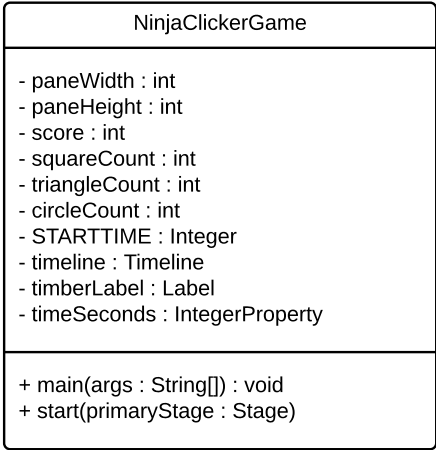 NinjaClickerGame
- paneWidth : int
- paneHeight : int
- score : int
- squareCount : int
- triangleCount : int
- circleCount : int
- STARTTIME : Integer
- timeline : Timeline
- timberLabel : Label
- timeSeconds : IntegerProperty
+ main(args : String[]) : void
+ start(primaryStage : Stage)